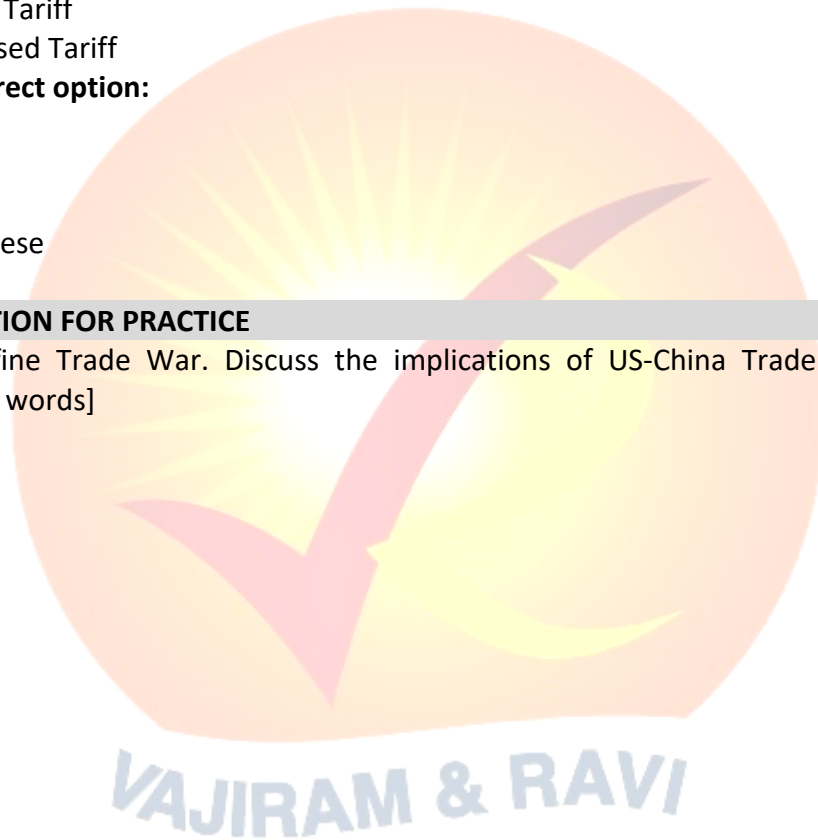 Tariff
sed Tariff
rect option:
ese
TION FOR PRACTICE
fine Trade War. Discuss the implications of US-China Trade
words]
VAJIRAM & RAVI